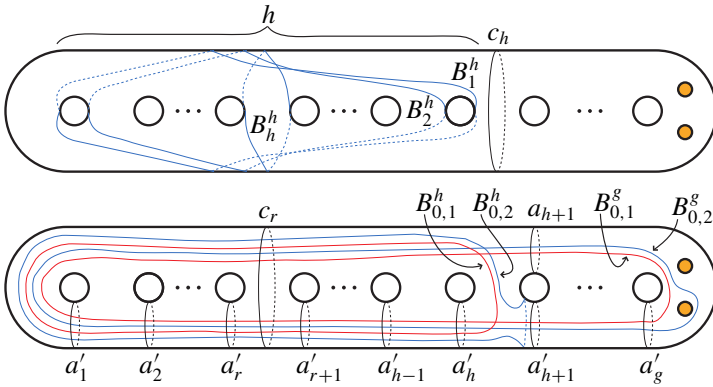 h
c_h
B_1^h
B_h^h ... B_2^h
c_r B_{0,1}^h B_{0,2}^h a_{h+1} B_{0,1}^g B_{0,2}^g
a'_1 a'_2 ... a'_r a'_{r+1} ... a'_{h-1} a'_h a'_{h+1} ... a'_g